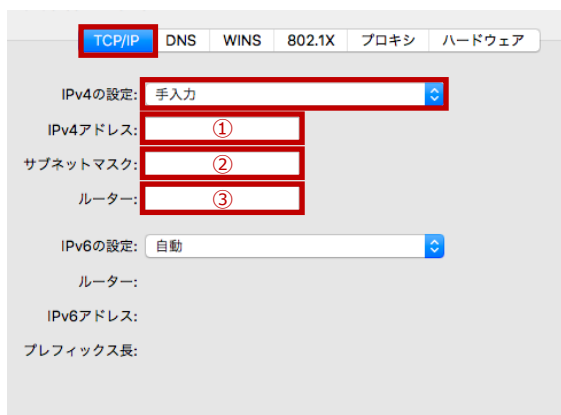 TCP/IP DNS WINS 802.1X プロキシ ハードウェア
IPv4の設定: 手入力
IPv4アドレス: ①
サブネットマスク: ②
ルーター: ③
IPv6の設定: 自動
ルーター:
IPv6アドレス:
プレフィックス長: